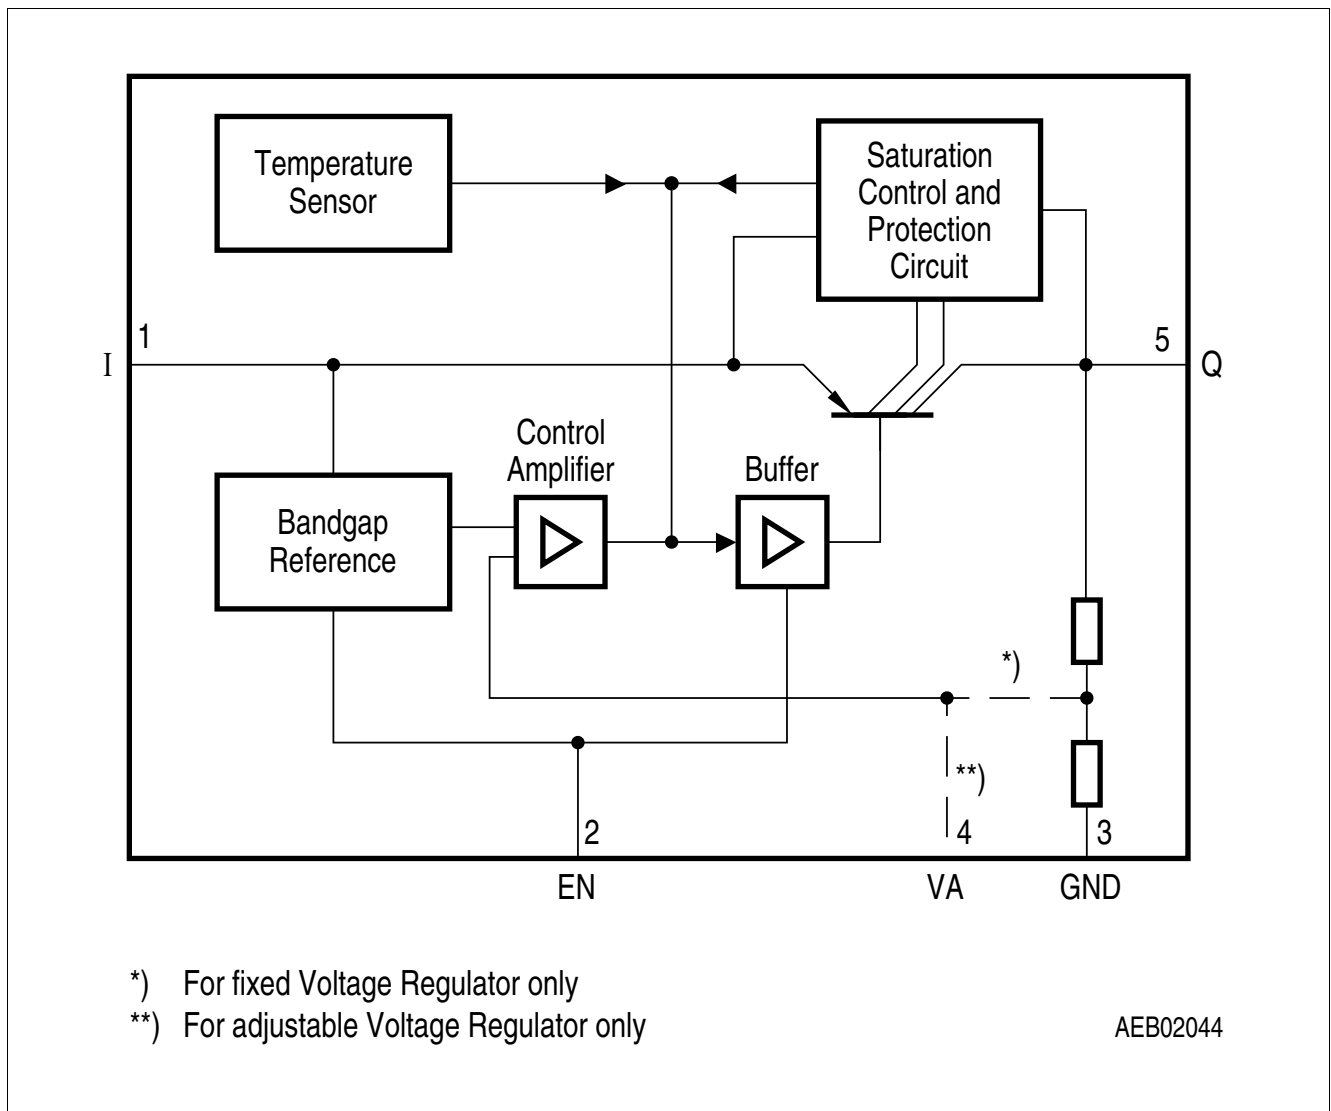 Temperature
Sensor
Saturation
Control and
Protection
Circuit
1
I
5
Q
Control
Amplifier
Buffer
Bandgap
Reference
*)
**)
2
4
3
EN
VA
GND
*) For fixed Voltage Regulator only
**) For adjustable Voltage Regulator only
AEB02044